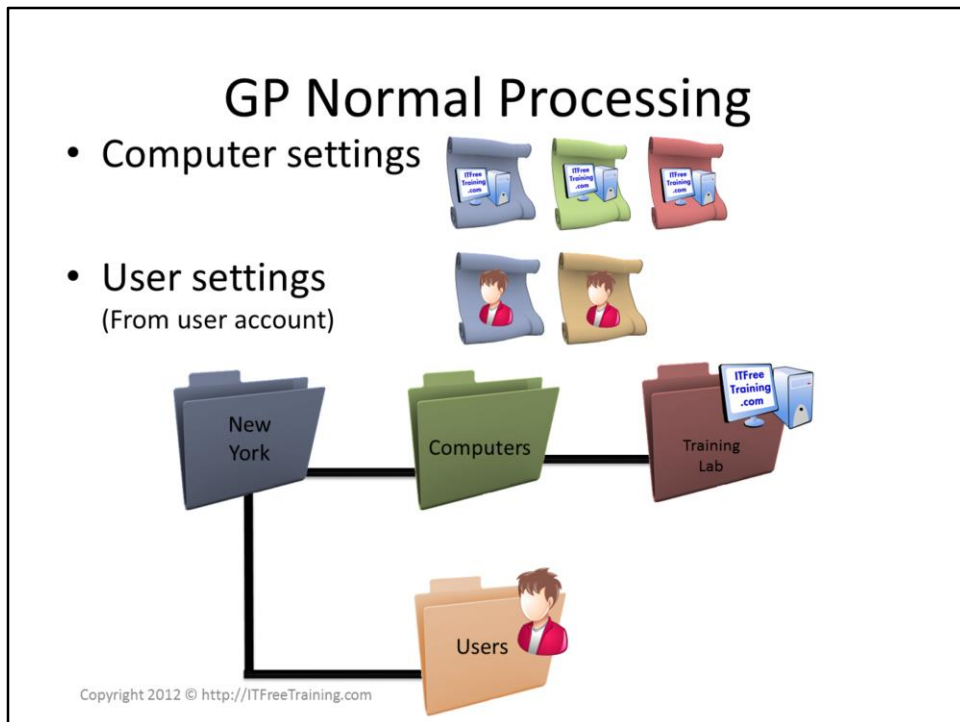 GP Normal Processing
• Computer settings
ITFree
Training
.com
ITFree
Training
.com
ITFree
Training
.com
• User settings
(From user account)
New
York
Computers
Training
Lab
ITFree
Training
.com
Users
Copyright 2012 © http://ITFreeTraining.com